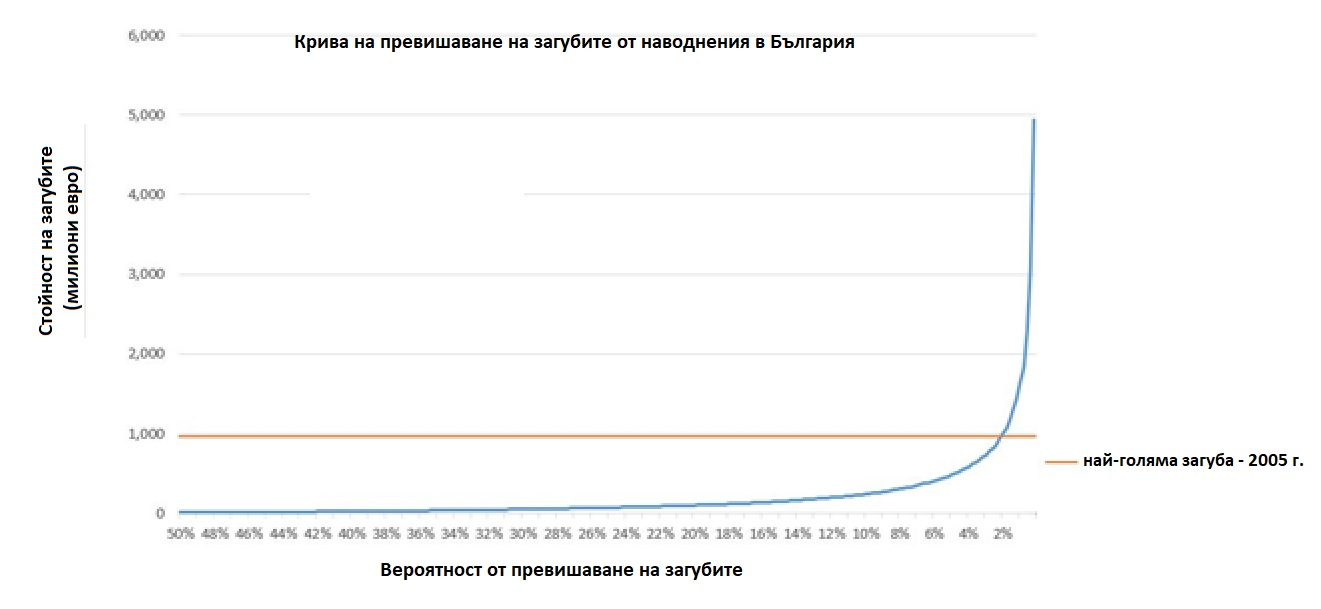 Крива на превишаване на загубите от наводнения в България
Стойност на загубите
(милиони евро)
6,000
5,000
4,000
3,000
2,000
1,000
0
50% 48% 46% 44% 42% 40% 38% 36% 34% 32% 30% 28% 26% 24% 22% 20% 18% 16% 14% 12% 10% 8% 6% 4% 2%
Вероятност от превишаване на загубите
най-голяма загуба - 2005 г.